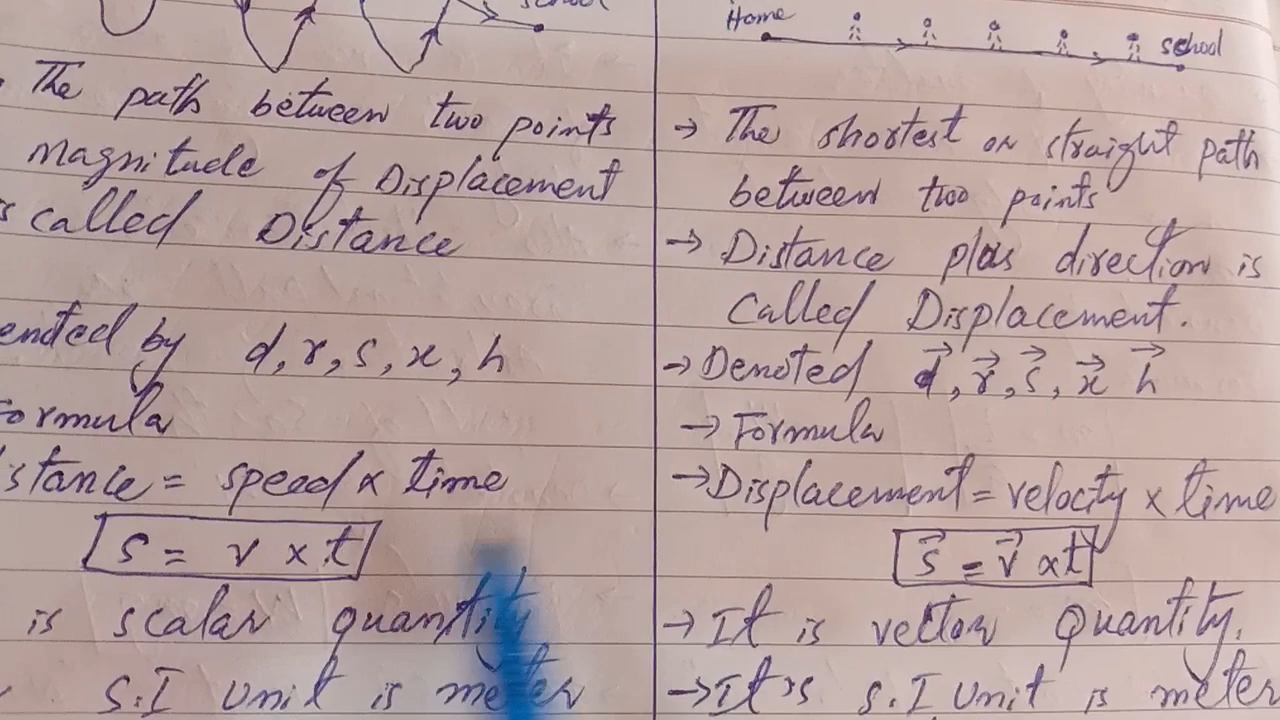 school
The path between two points
magnitude of Displacement
called Distance
by d, r, s, x, h
Formula
stance = speed × time
s = v × t
is scalar quantity
S.I Unit is meter
Home
school
→ The shortest or straight path
between two points
→ Distance plus direction is
called Displacement.
→ Denoted d⃗, r⃗, s⃗, x⃗ h⃗
→ Formula
→ Displacement = velocity × time
s⃗ = v⃗ × t
→ It is vector Quantity.
→ It's S.I Unit is meter